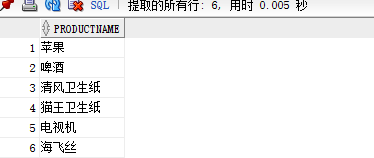 SQL | 提取的所有行: 6, 用时 0.005 秒
PRODUCTNAME
1 苹果
2 啤酒
3 清风卫生纸
4 猫王卫生纸
5 电视机
6 海飞丝